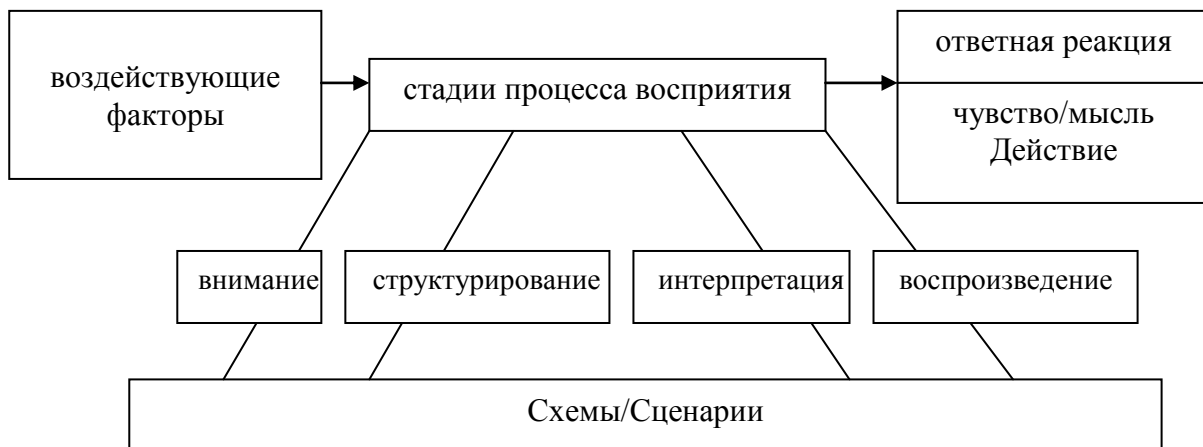 воздействующие
факторы
стадии процесса восприятия
ответная реакция
чувство/мысль
Действие
внимание
структурирование
интерпретация
воспроизведение
Схемы/Сценарии